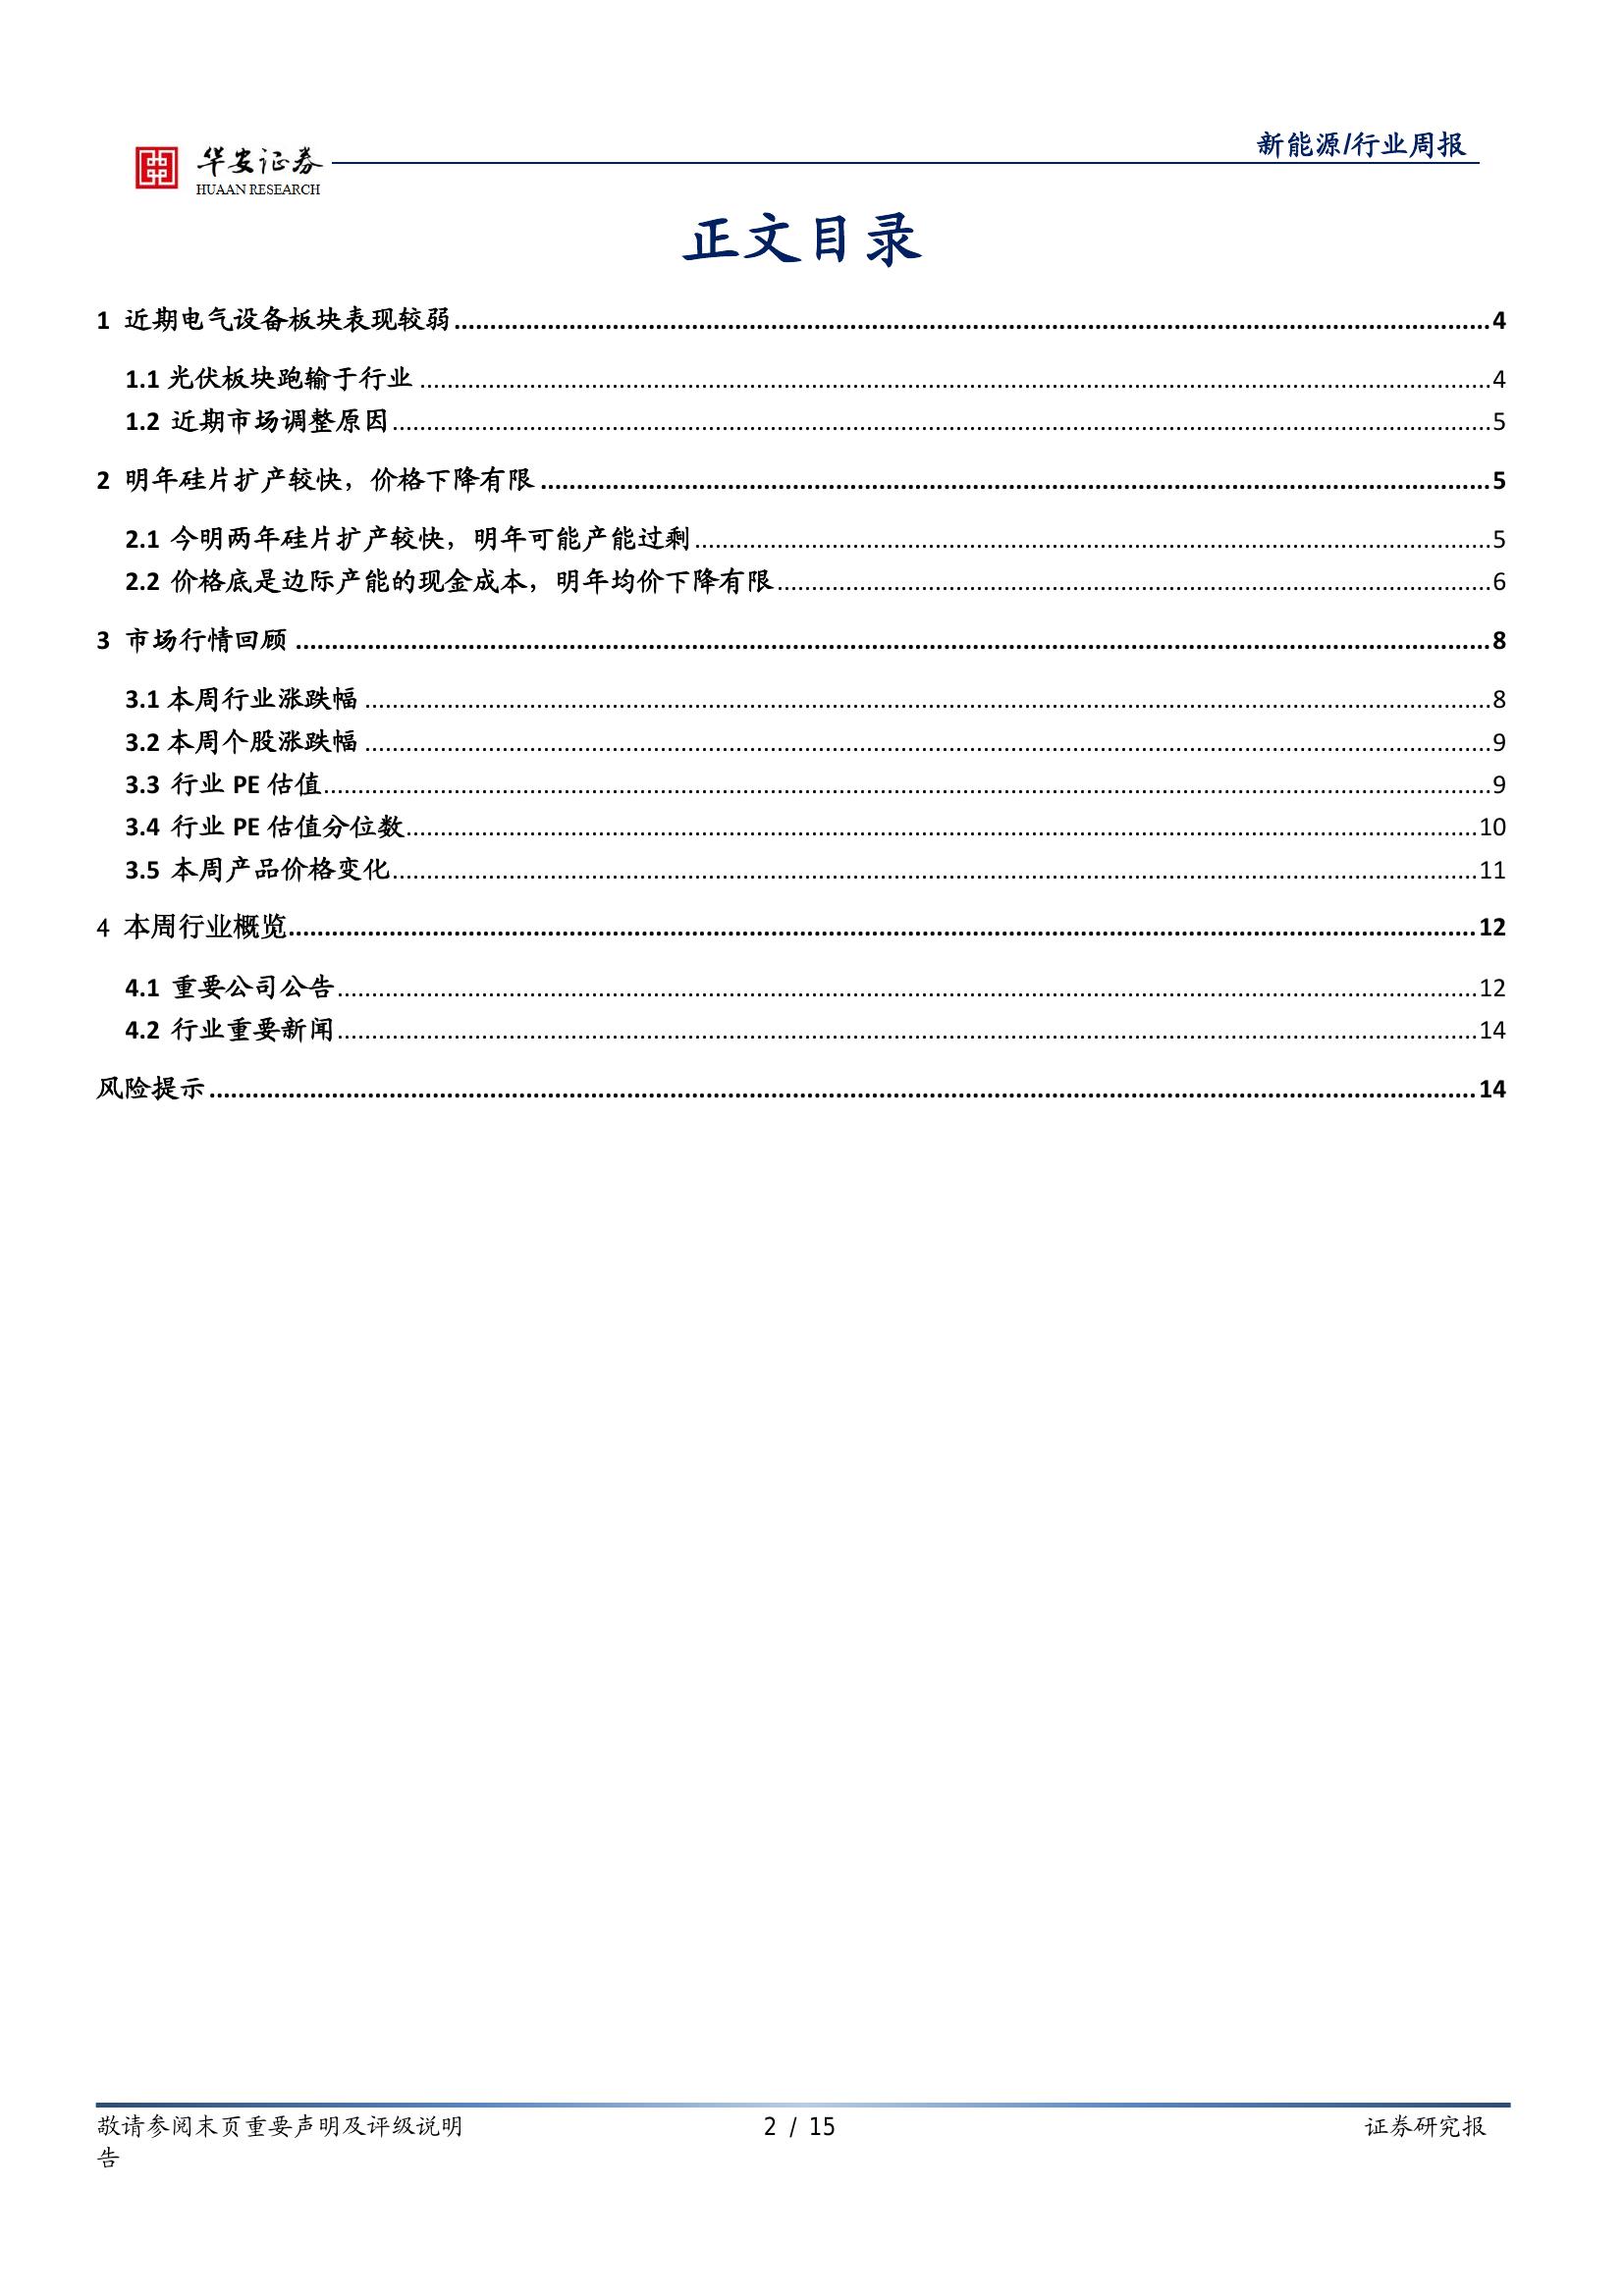 新能源/行业周报
华安证券
HUAAN RESEARCH
正文目录
1 近期电气设备板块表现较弱........4
1.1 光伏板块跑输于行业........4
1.2 近期市场调整原因........5
2 明年硅片扩产较快，价格下降有限........5
2.1 今明两年硅片扩产较快，明年可能产能过剩........5
2.2 价格底是边际产能的现金成本，明年均价下降有限........6
3 市场行情回顾........8
3.1 本周行业涨跌幅........8
3.2 本周个股涨跌幅........9
3.3 行业 PE 估值........9
3.4 行业 PE 估值分位数........10
3.5 本周产品价格变化........11
4 本周行业概览........12
4.1 重要公司公告........12
4.2 行业重要新闻........14
风险提示........14
敬请参阅末页重要声明及评级说明 2 / 15 证券研究报
告